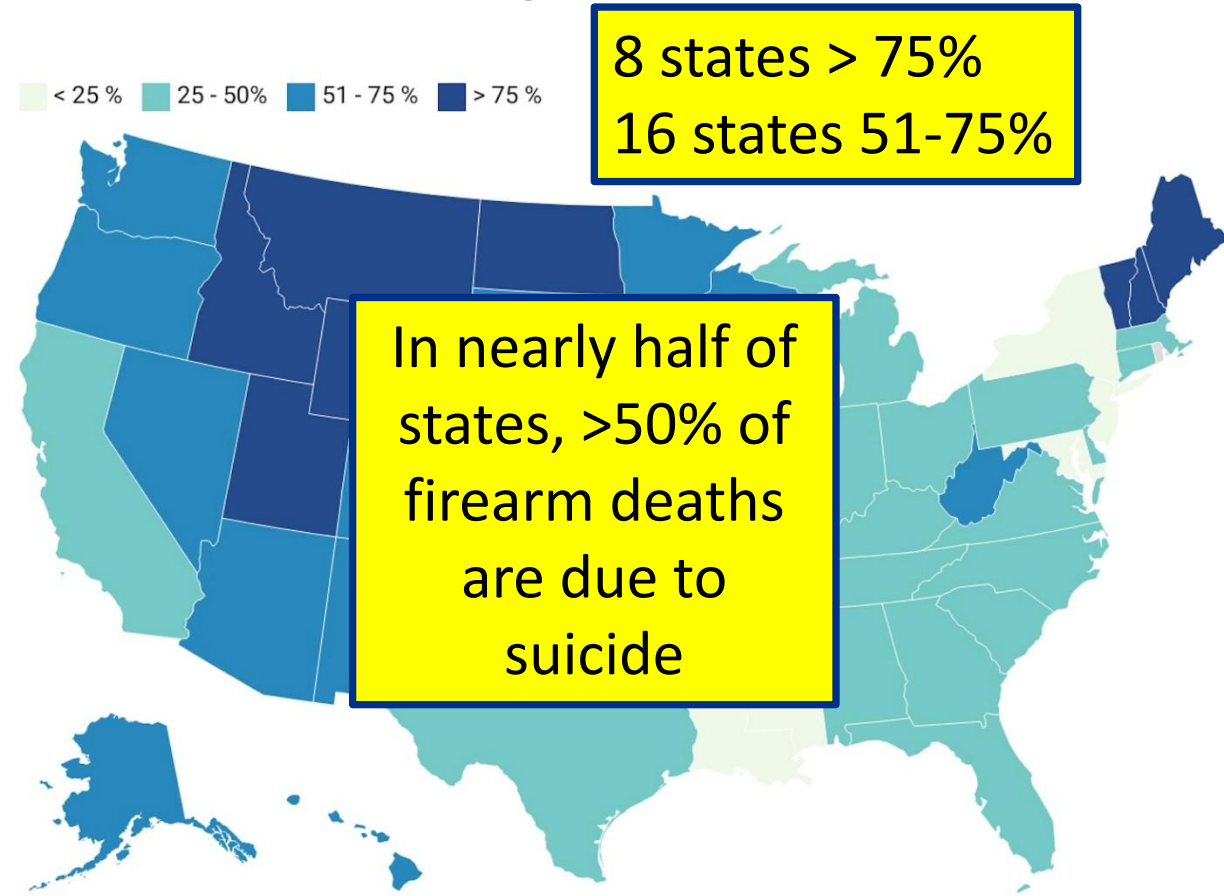 8 states > 75%
16 states 51-75%
< 25 % 25 - 50% 51 - 75 % > 75 %
In nearly half of
states, >50% of
firearm deaths
are due to
suicide